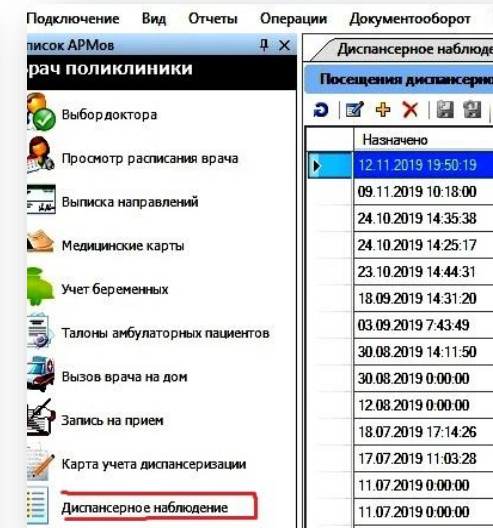 Подключение Вид Отчеты Операции Документооборот
писок АРМов
рач поликлиники
Выбор доктора
Просмотр расписания врача
Выписка направлений
Медицинские карты
Учет беременных
Талоны амбулаторных пациентов
Вызов врача на дом
Запись на прием
Карта учета диспансеризации
Диспансерное наблюдение
Диспансерное наблюде
Посещения диспансерно
Назначено
12.11.2019 19:50:19
09.11.2019 10:18:00
24.10.2019 14:35:38
24.10.2019 14:25:17
23.10.2019 14:44:31
18.09.2019 14:31:20
03.09.2019 7:43:49
30.08.2019 14:11:50
30.08.2019 0:00:00
12.08.2019 0:00:00
18.07.2019 17:14:26
17.07.2019 11:03:28
11.07.2019 0:00:00
11.07.2019 0:00:00